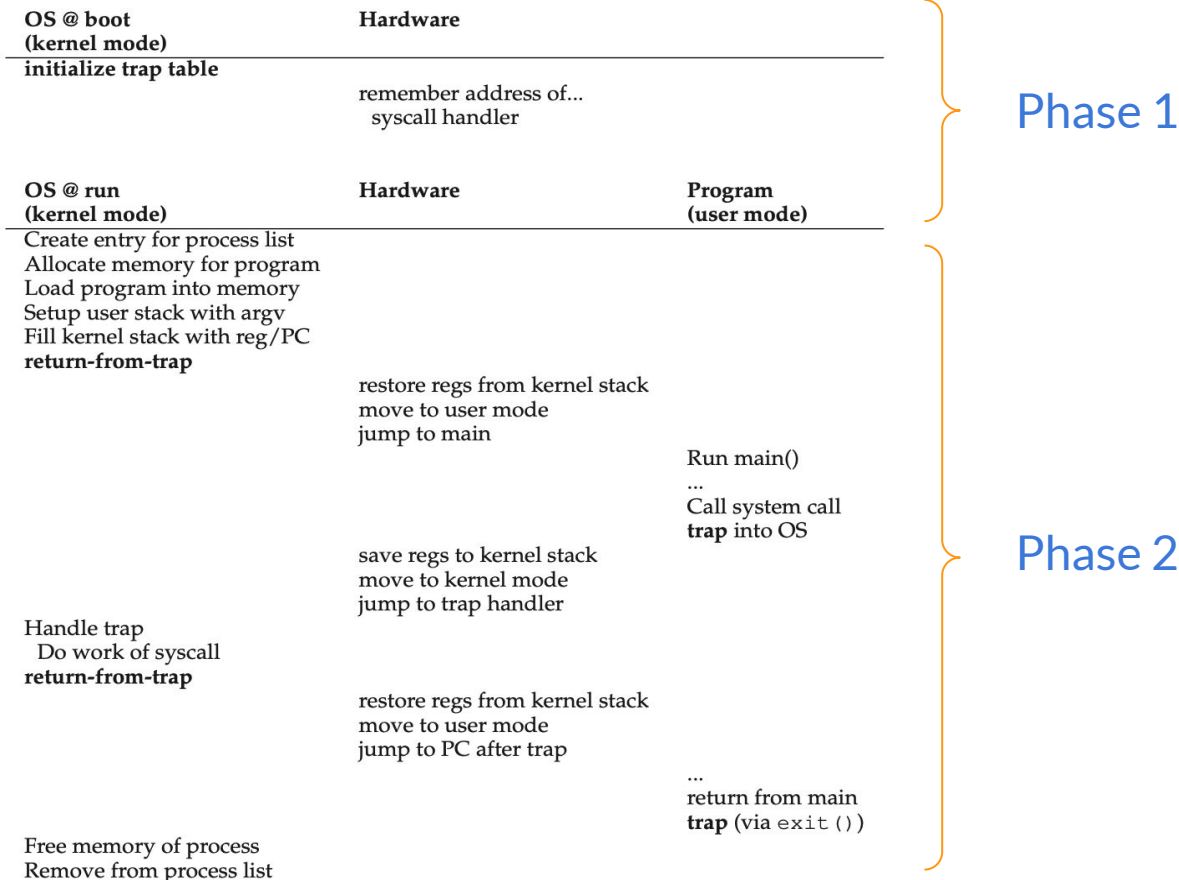 OS @ boot Hardware
(kernel mode)
initialize trap table
remember address of...
syscall handler
Phase 1
OS @ run Hardware Program
(kernel mode) (user mode)
Create entry for process list
Allocate memory for program
Load program into memory
Setup user stack with argv
Fill kernel stack with reg/PC
return-from-trap
restore regs from kernel stack
move to user mode
jump to main
Run main()
...
Call system call
trap into OS
Phase 2
save regs to kernel stack
move to kernel mode
jump to trap handler
Handle trap
Do work of syscall
return-from-trap
restore regs from kernel stack
move to user mode
jump to PC after trap
...
return from main
trap (via exit())
Free memory of process
Remove from process list